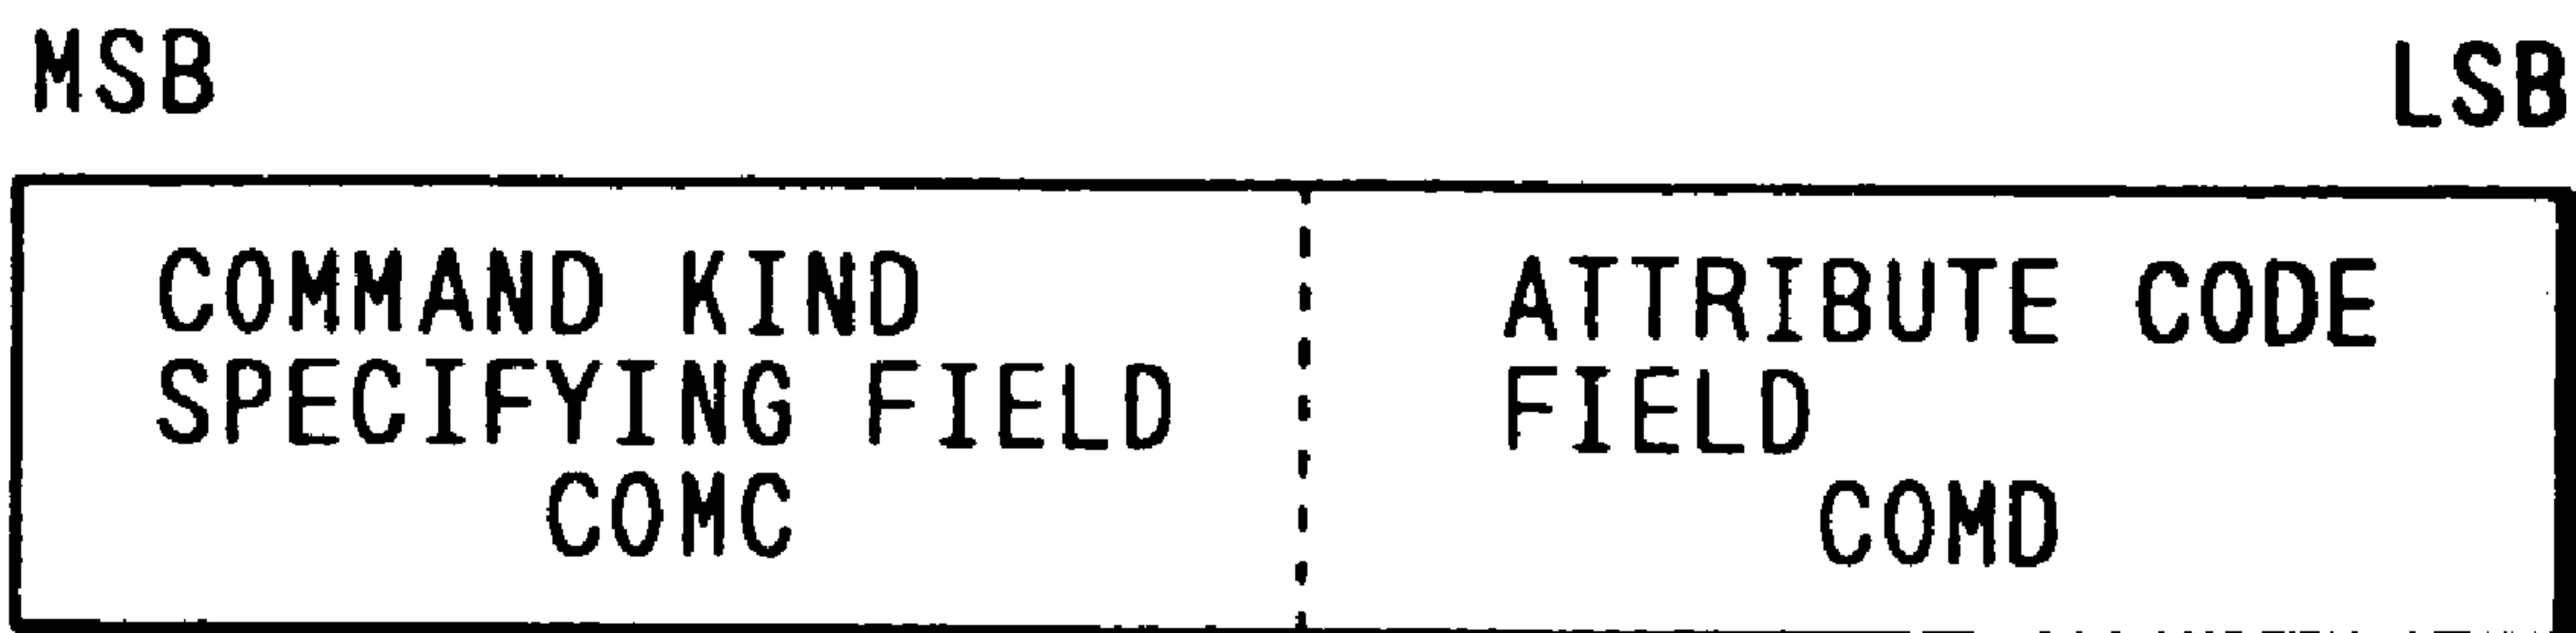 MSB LSB
COMMAND KIND
SPECIFYING FIELD
COMC
ATTRIBUTE CODE
FIELD
COMD